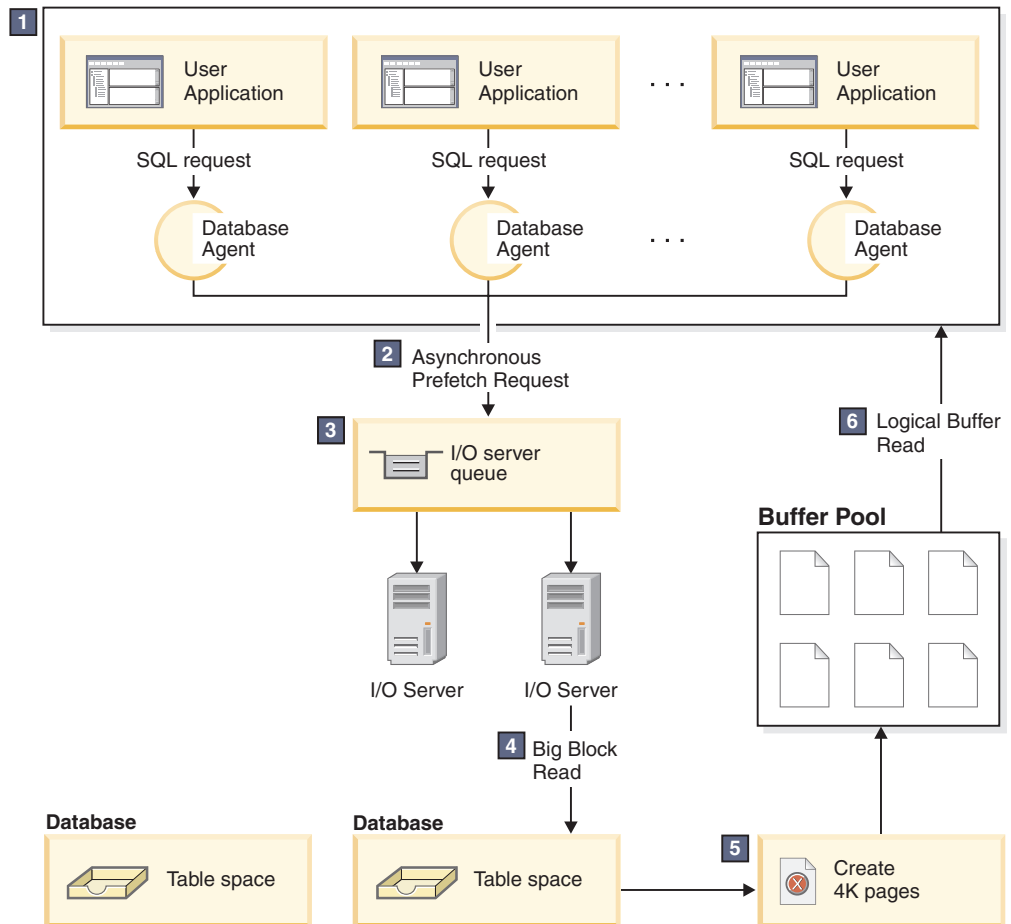 1
User
Application
User
Application
. . .
User
Application
SQL request
SQL request
SQL request
Database
Agent
Database
Agent
. . .
Database
Agent
2
Asynchronous
Prefetch Request
3
I/O server
queue
6
Logical Buffer
Read
Buffer Pool
I/O Server
I/O Server
4
Big Block
Read
Database
Table space
Database
Table space
5
Create
4K pages